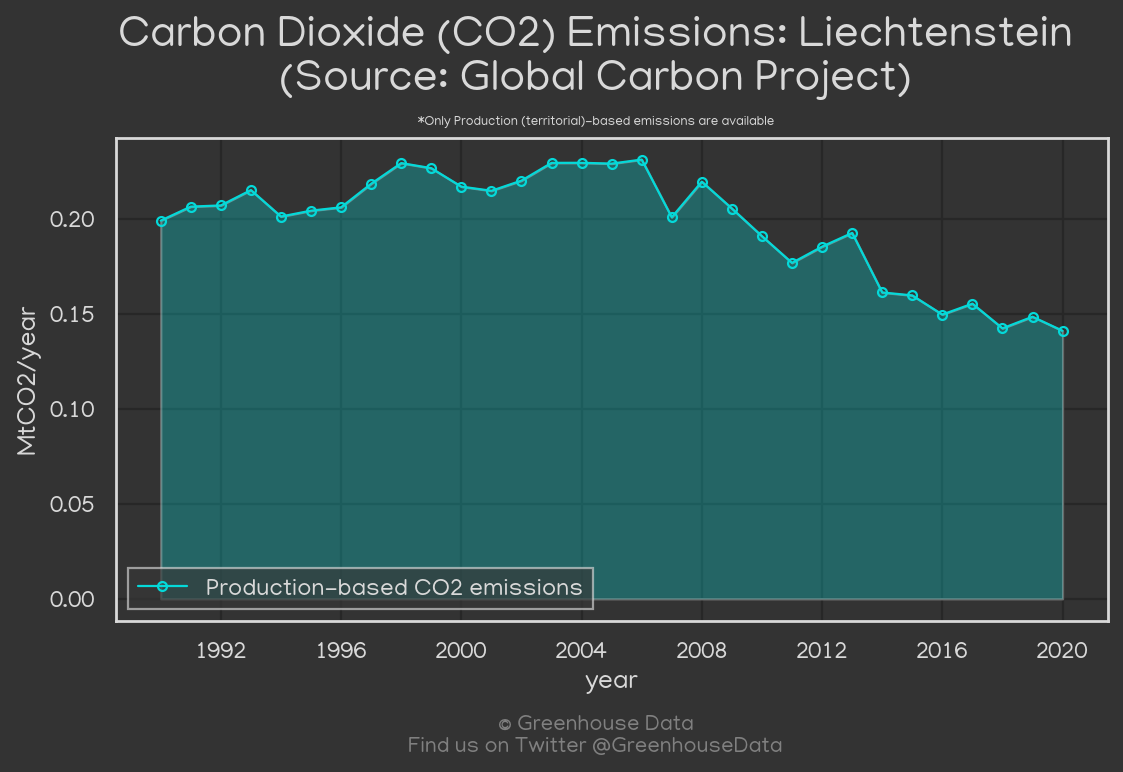 Carbon Dioxide (CO2) Emissions: Liechtenstein
(Source: Global Carbon Project)
*Only Production (territorial)-based emissions are available
MtCO2/year
0.20
0.15
0.10
0.05
0.00
Production-based CO2 emissions
1992 1996 2000 2004 2008 2012 2016 2020
year
© Greenhouse Data
Find us on Twitter @GreenhouseData